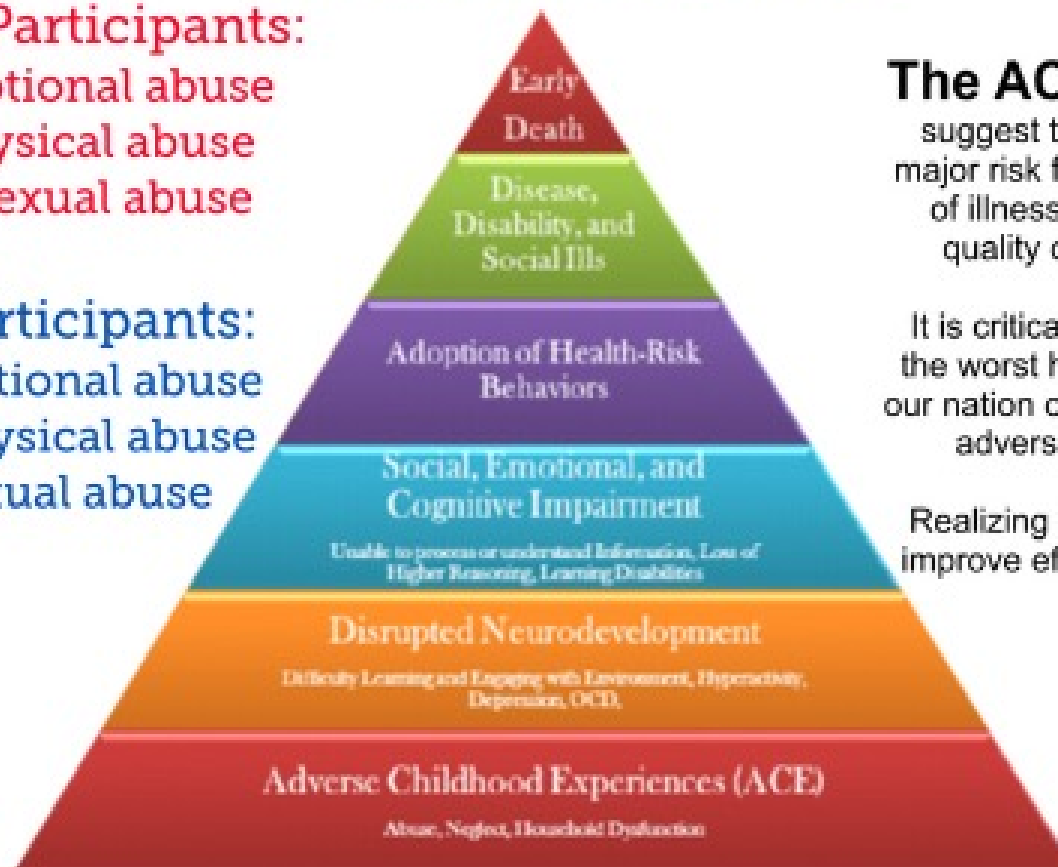 Participants:
otional abuse
ysical abuse
exual abuse
rticipants:
tional abuse
ysical abuse
tual abuse
Early
Death
Disease,
Disability, and
Social Ills
Adoption of Health-Risk
Behaviors
Social, Emotional, and
Cognitive Impairment
Unable to process or understand Information, Loss of
Higher Reasoning, Learning Disabilities
Disrupted Neurodevelopment
Difficulty Learning and Engaging with Environment, Hyperactivity,
Depression, OCD,
Adverse Childhood Experiences (ACE)
Abuse, Neglect, Household Dysfunction
The AC
suggest t
major risk f
of illness
quality o
It is critica
the worst h
our nation c
advers
Realizing
improve ef